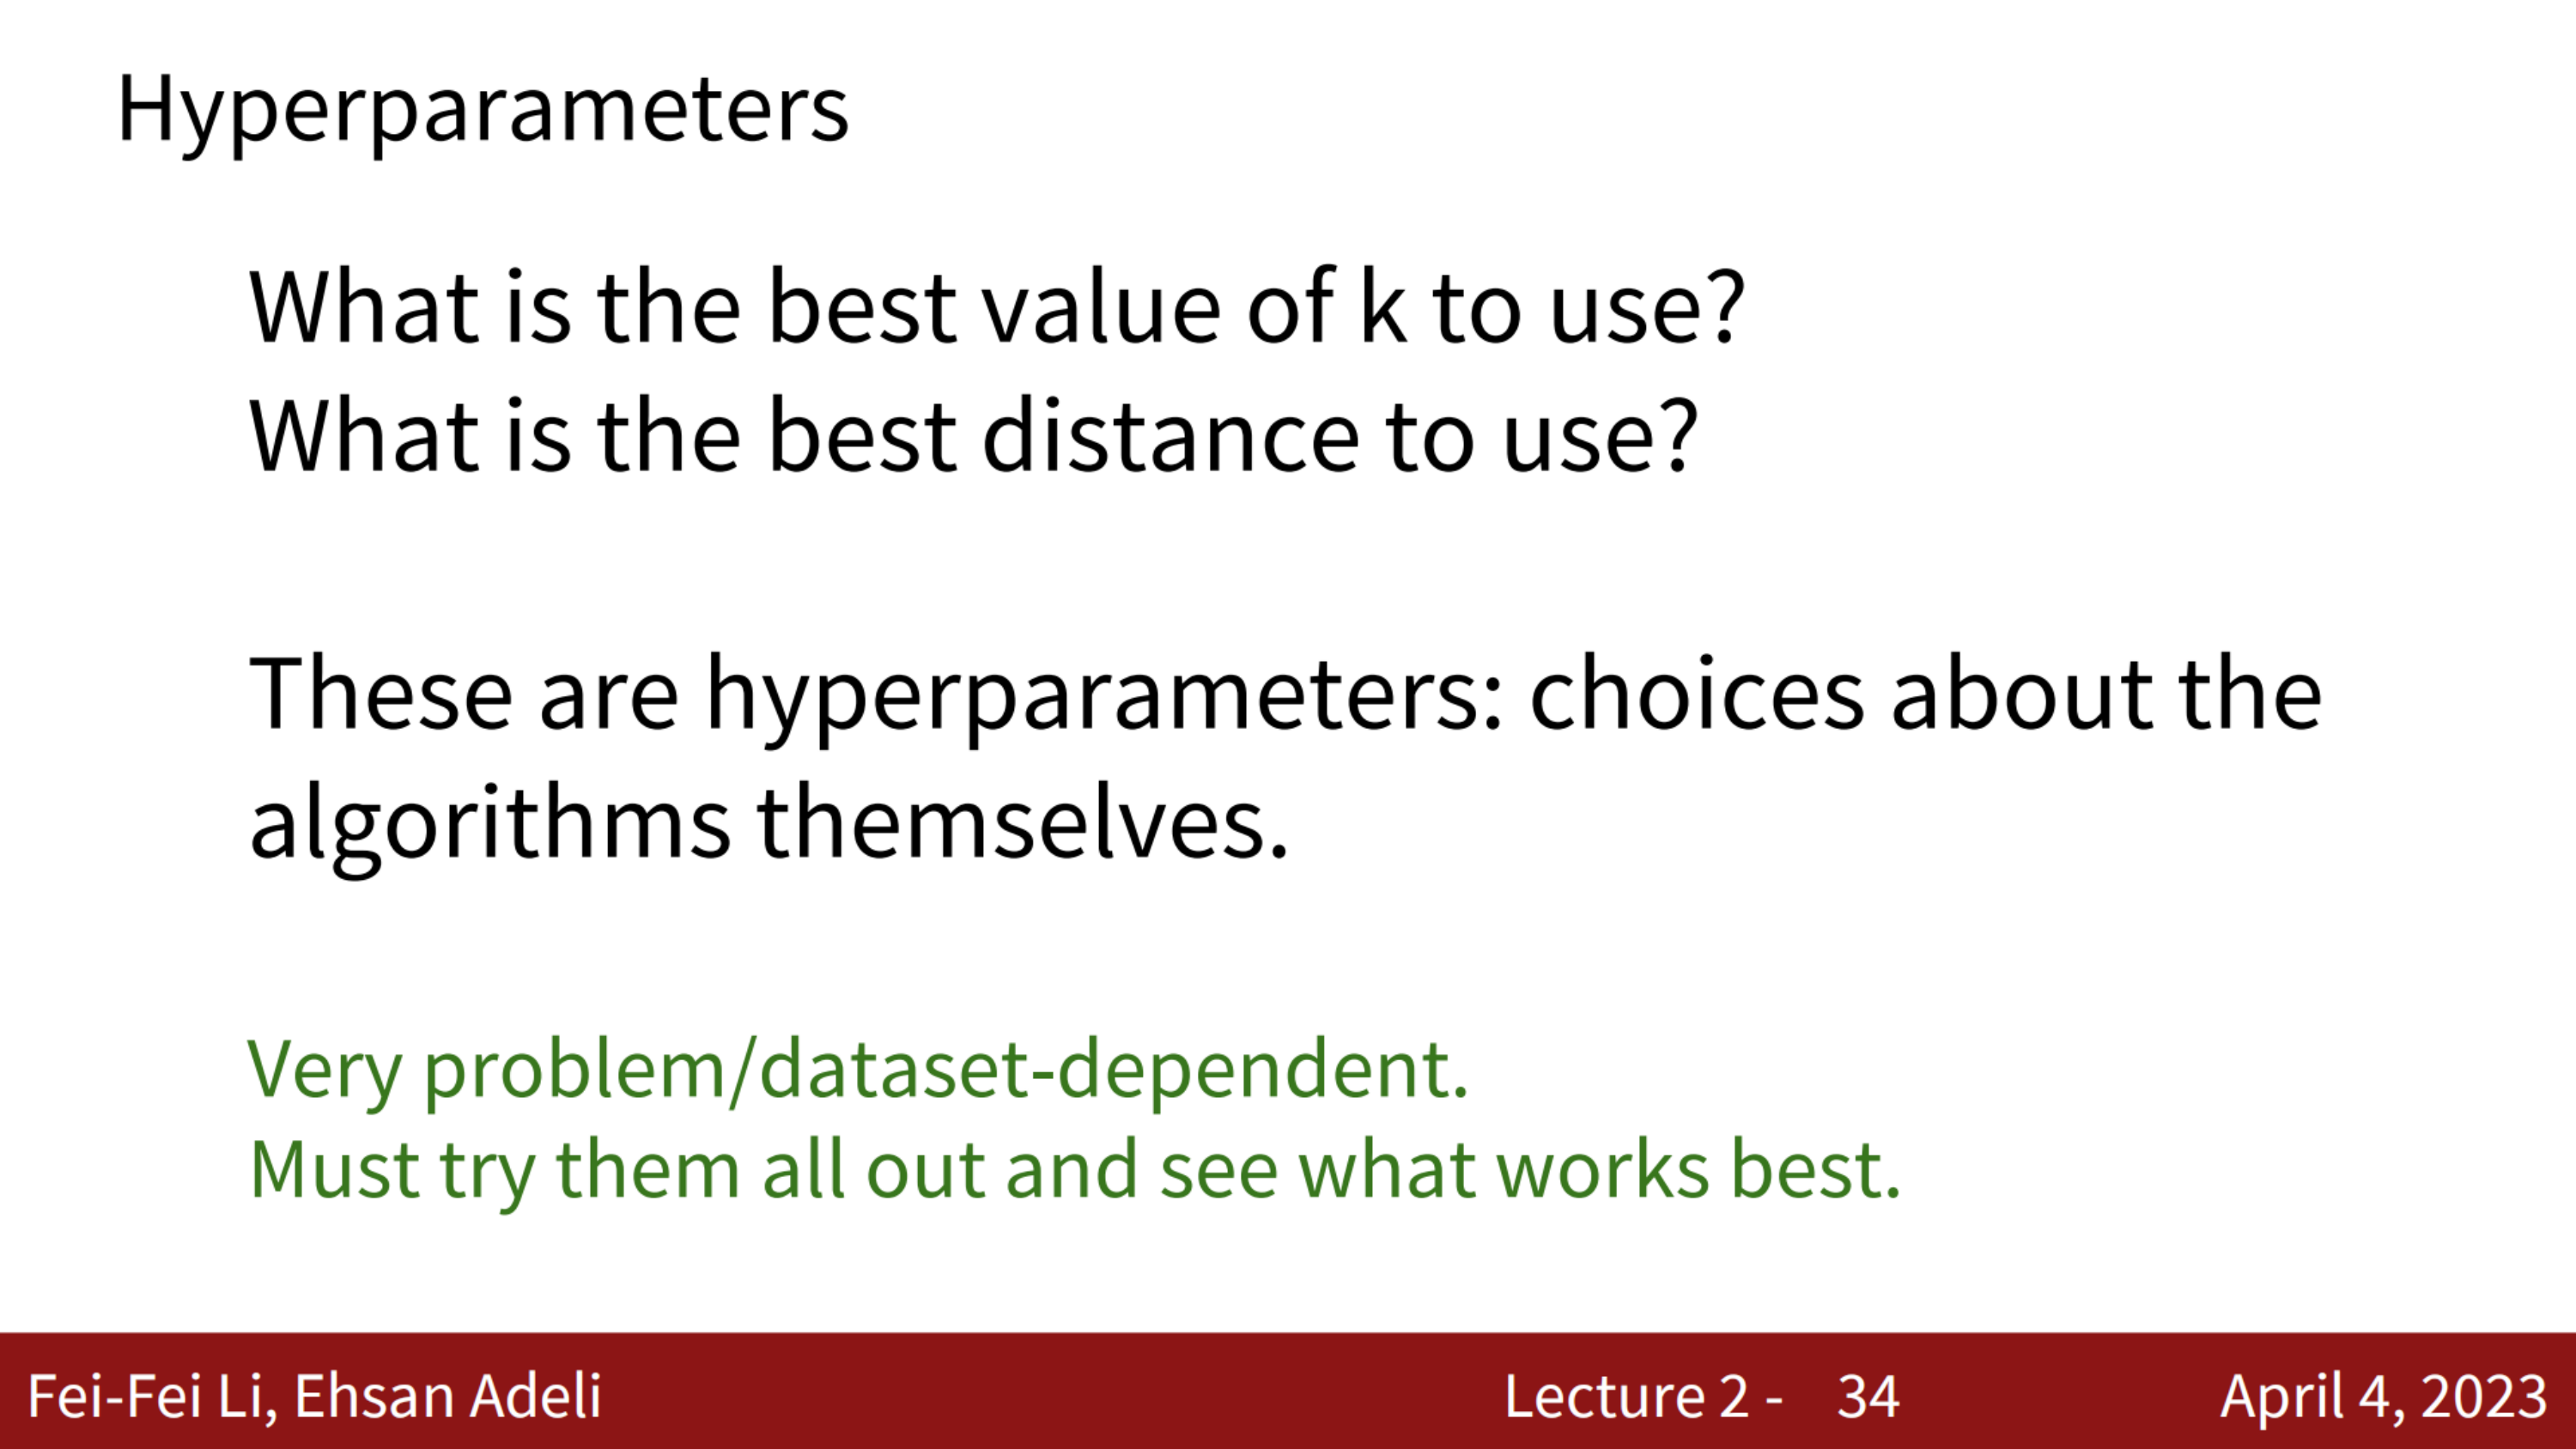 Hyperparameters
What is the best value of k to use?
What is the best distance to use?
These are hyperparameters: choices about the
algorithms themselves.
Very problem/dataset-dependent.
Must try them all out and see what works best.
Fei-Fei Li, Ehsan Adeli
Lecture 2 - 34
April 4, 2023